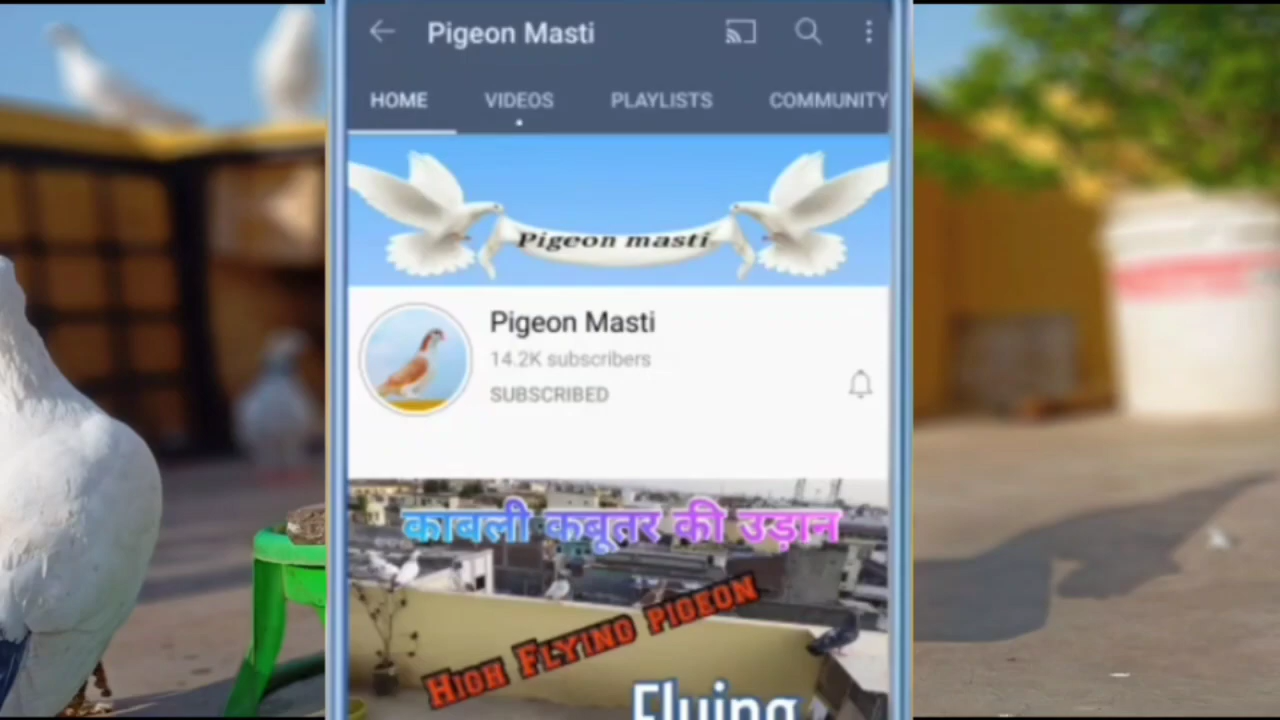 Pigeon Masti
HOME VIDEOS PLAYLISTS COMMUNITY
Pigeon masti
Pigeon Masti
14.2K subscribers
SUBSCRIBED
काबली कबूतर की उड़ान
HIGH FLYING PIGEON
Flying